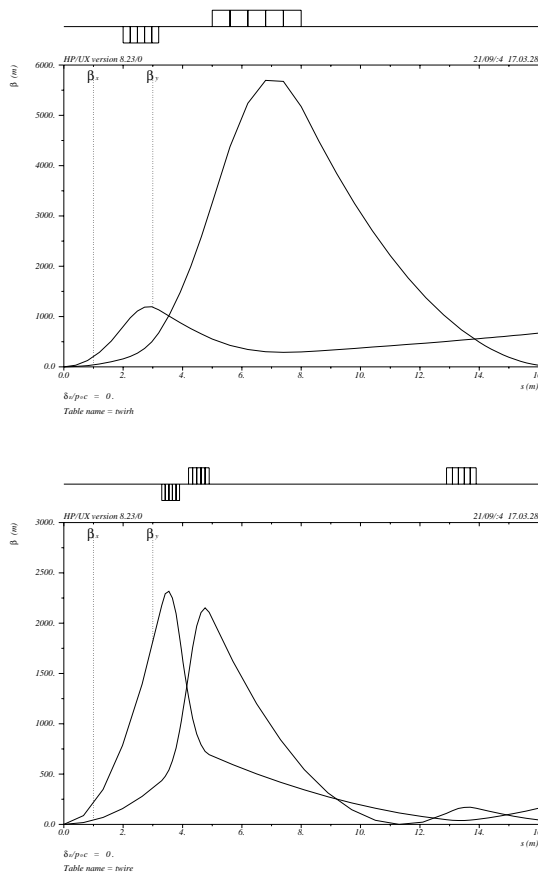 HP/UX version 8.23/0 21/09/:4 17.03.28
β (m)
βx βy
6000.
5000.
4000.
3000.
2000.
1000.
0.0
0.0 2. 4. 6. 8. 10. 12. 14. 16
s (m)
δE/p0c = 0.
Table name = twirh
HP/UX version 8.23/0 21/09/:4 17.03.28
β (m)
βx βy
3000.
2500.
2000.
1500.
1000.
500.
0.0
0.0 2. 4. 6. 8. 10. 12. 14. 16
s (m)
δE/p0c = 0.
Table name = twire